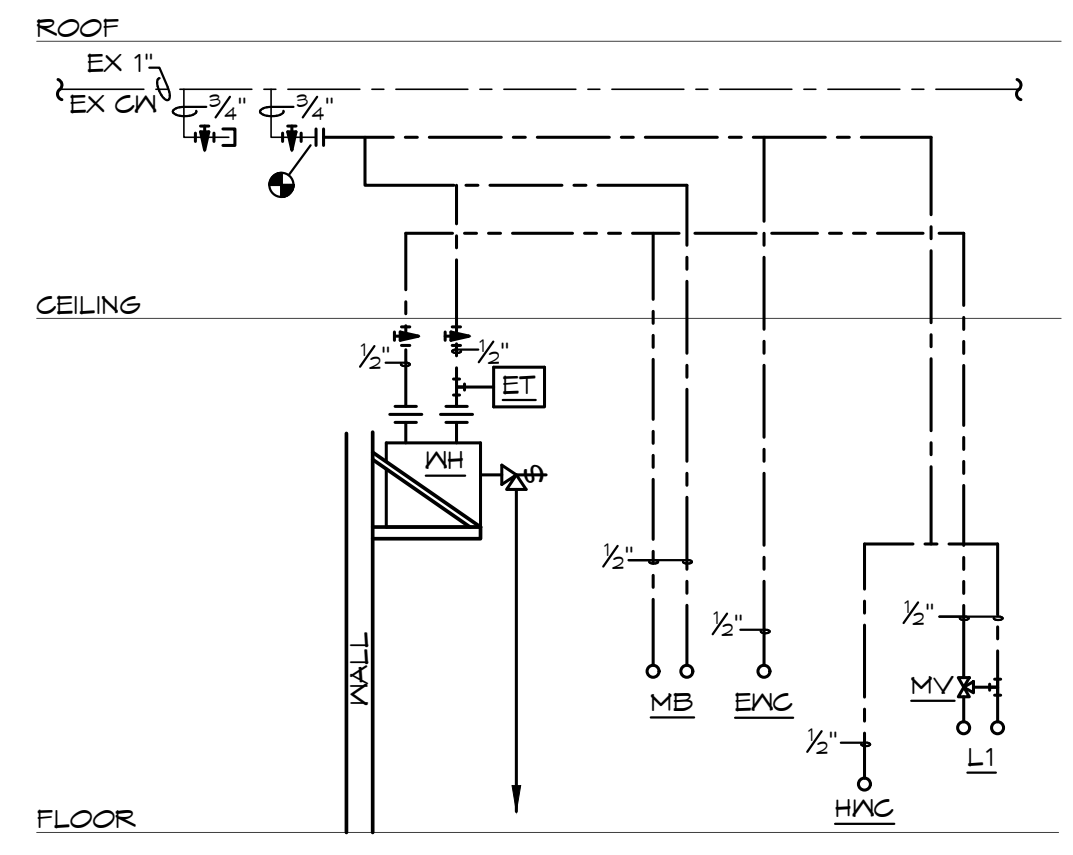 ROOF
EX 1"
EX CW
3/4"
3/4"
CEILING
1/2"
1/2"
ET
WH
1/2"
1/2"
1/2"
WALL
MV
MB
EWC
1/2"
L1
HWC
FLOOR